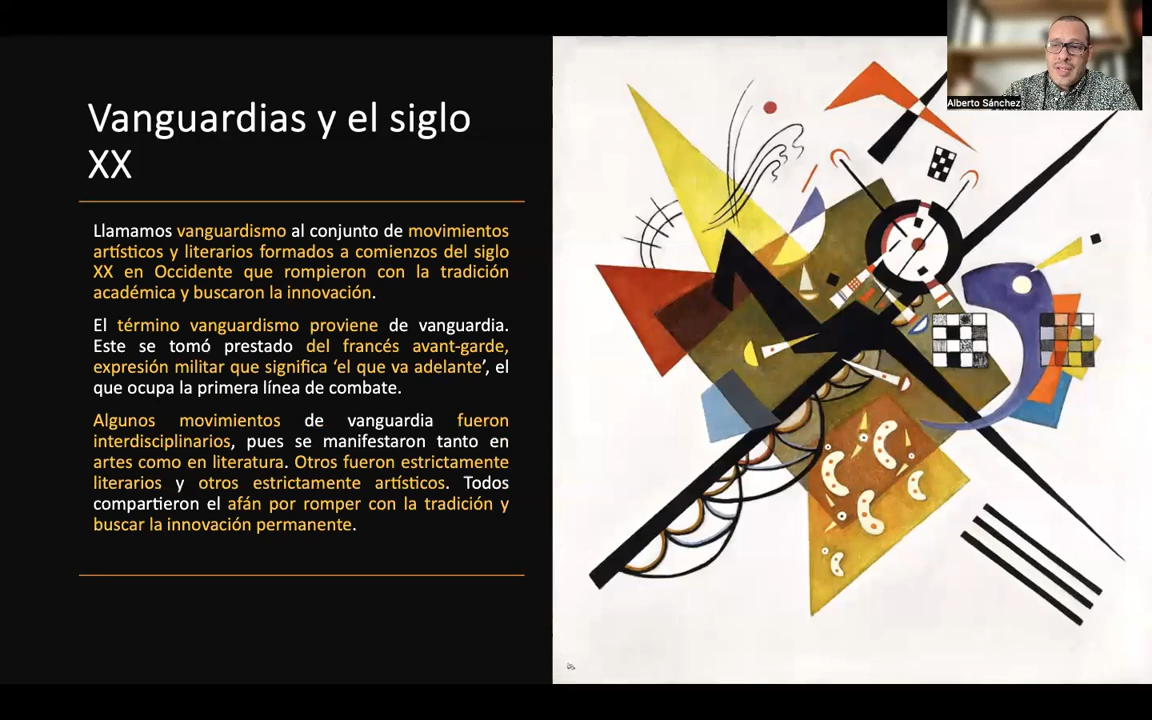 Vanguardias y el siglo
XX
Llamamos vanguardismo al conjunto de movimientos
artísticos y literarios formados a comienzos del siglo
XX en Occidente que rompieron con la tradición
académica y buscaron la innovación.
El término vanguardismo proviene de vanguardia.
Este se tomó prestado del francés avant-garde,
expresión militar que significa ‘el que va adelante’, el
que ocupa la primera línea de combate.
Algunos movimientos de vanguardia fueron
interdisciplinarios, pues se manifestaron tanto en
artes como en literatura. Otros fueron estrictamente
literarios y otros estrictamente artísticos. Todos
compartieron el afán por romper con la tradición y
buscar la innovación permanente.
Alberto Sánchez